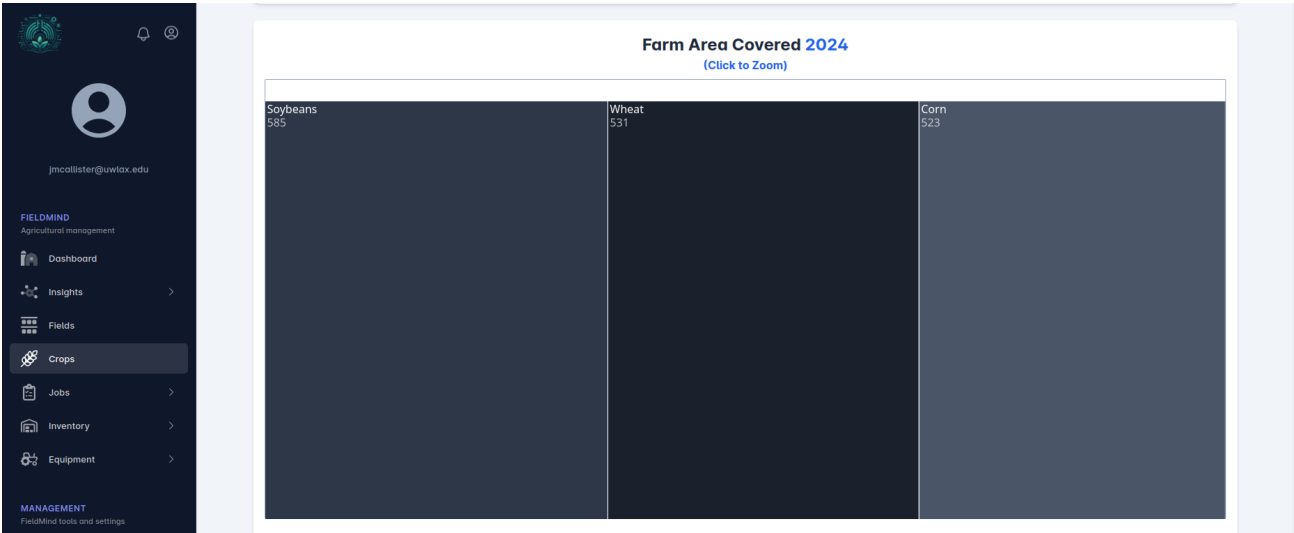 jmcallister@uwlax.edu
FIELDMIND
Agricultural management
Dashboard
Insights
Fields
Crops
Jobs
Inventory
Equipment
MANAGEMENT
FieldMind tools and settings
Farm Area Covered 2024
(Click to Zoom)
Soybeans
585
Wheat
531
Corn
523